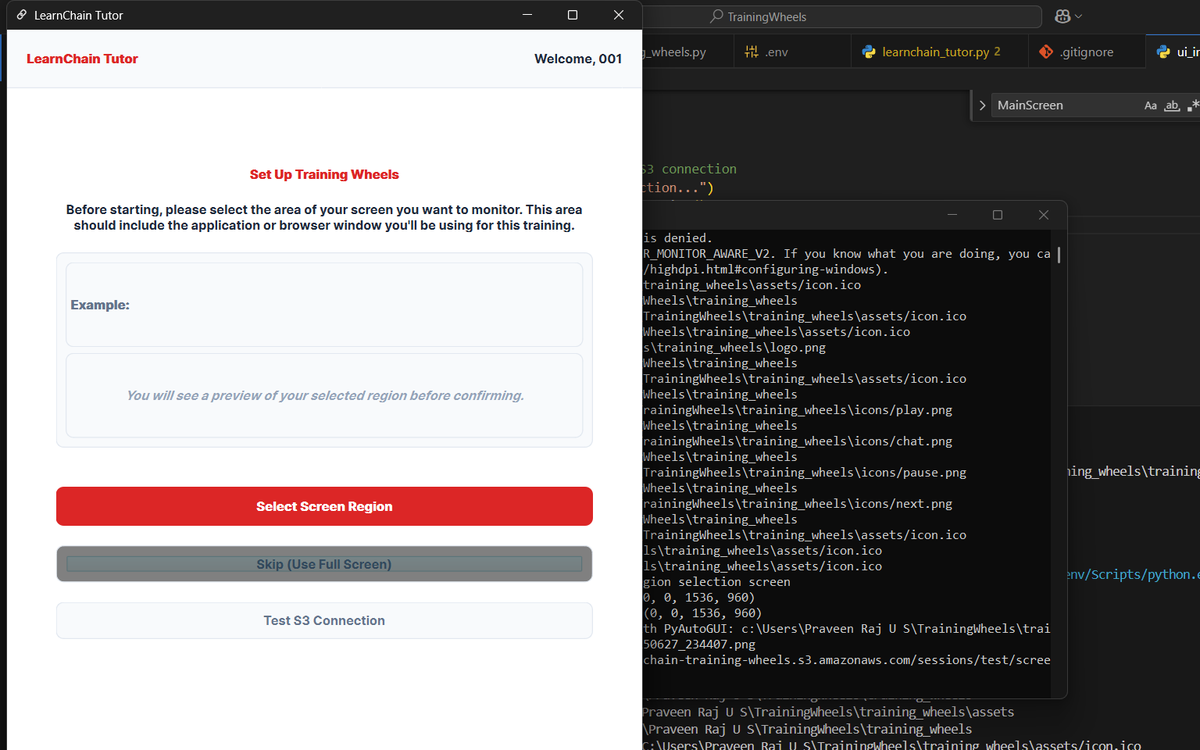 LearnChain Tutor
LearnChain Tutor
Welcome, 001
Set Up Training Wheels
Before starting, please select the area of your screen you want to monitor. This area
should include the application or browser window you'll be using for this training.
Example:
You will see a preview of your selected region before confirming.
Select Screen Region
Skip (Use Full Screen)
Test S3 Connection
TrainingWheels
g_wheels.py
.env
learnchain_tutor.py 2
.gitignore
ui_in
MainScreen
Aa
ab
S3 connection
ction...")
is denied.
R_MONITOR_AWARE_V2. If you know what you are doing, you ca
/highdpi.html#configuring-windows).
training_wheels\assets/icon.ico
Wheels\training_wheels
TrainingWheels\training_wheels\assets/icon.ico
Wheels\training_wheels\assets/icon.ico
s\training_wheels\logo.png
Wheels\training_wheels
TrainingWheels\training_wheels\assets/icon.ico
Wheels\training_wheels
rainingWheels\training_wheels\icons/play.png
Wheels\training_wheels
rainingWheels\training_wheels\icons/chat.png
Wheels\training_wheels
TrainingWheels\training_wheels\icons/pause.png
Wheels\training_wheels
rainingWheels\training_wheels\icons/next.png
Wheels\training_wheels
TrainingWheels\training_wheels\assets/icon.ico
ls\training_wheels\assets/icon.ico
ls\training_wheels\assets/icon.ico
gion selection screen
0, 0, 1536, 960)
(0, 0, 1536, 960)
th PyAutoGUI: c:\Users\Praveen Raj U S\TrainingWheels\trai
50627_234407.png
chain-training-wheels.s3.amazonaws.com/sessions/test/scree
ning_wheels\training
env/Scripts/python.e
Praveen Raj U S\TrainingWheels\training_wheels\assets
\Praveen Raj U S\TrainingWheels\training_wheels
C:\Users\Praveen Raj U S\TrainingWheels\training_wheels\assets/icon.ico